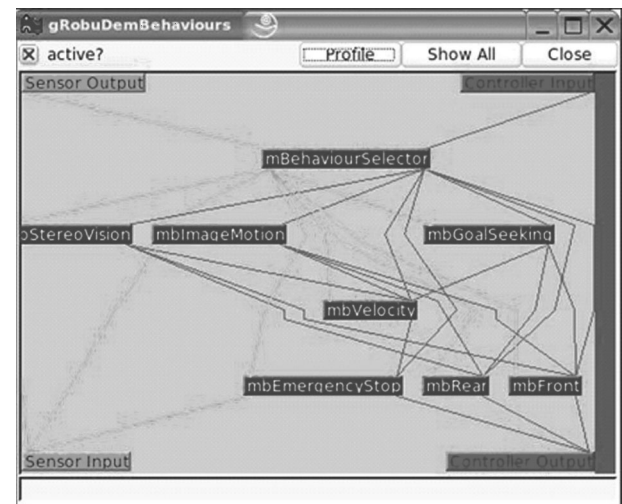 gRobuDemBehaviours
active? Profile Show All Close
Sensor Output Controller Input
mBehaviourSelector
bStereoVision mbImageMotion mbGoalSeeking
mbVelocity
mbEmergencyStop mbRear mbFront
Sensor Input Controller Output